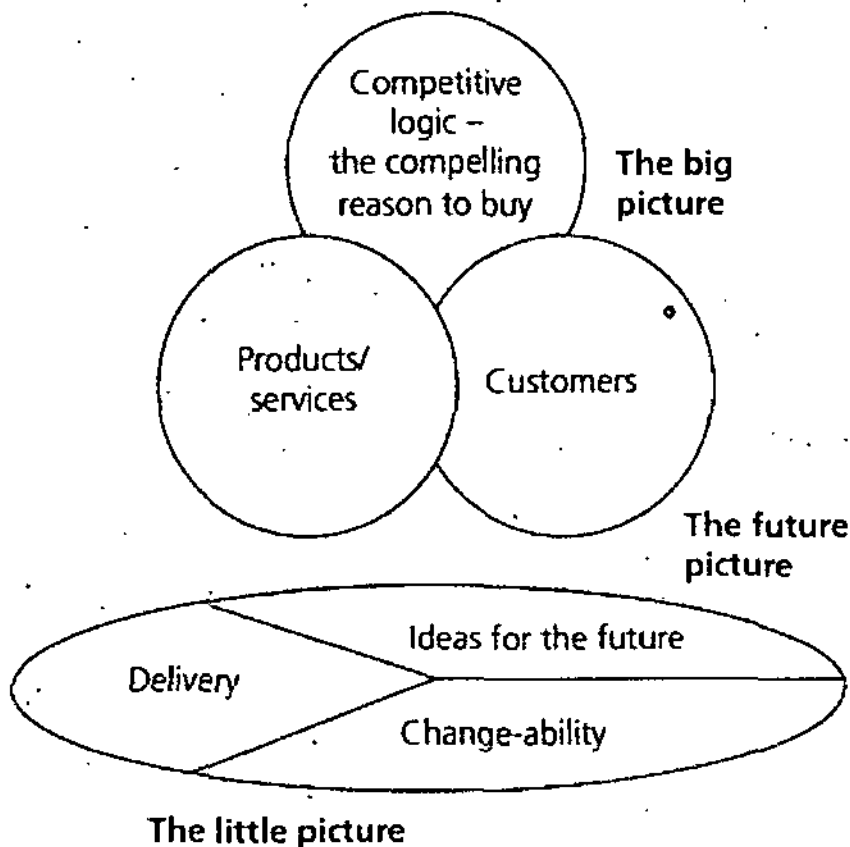 Competitive
logic –
the compelling
reason to buy
The big
picture
Products/
services
Customers
The future
picture
Ideas for the future
Delivery
Change-ability
The little picture